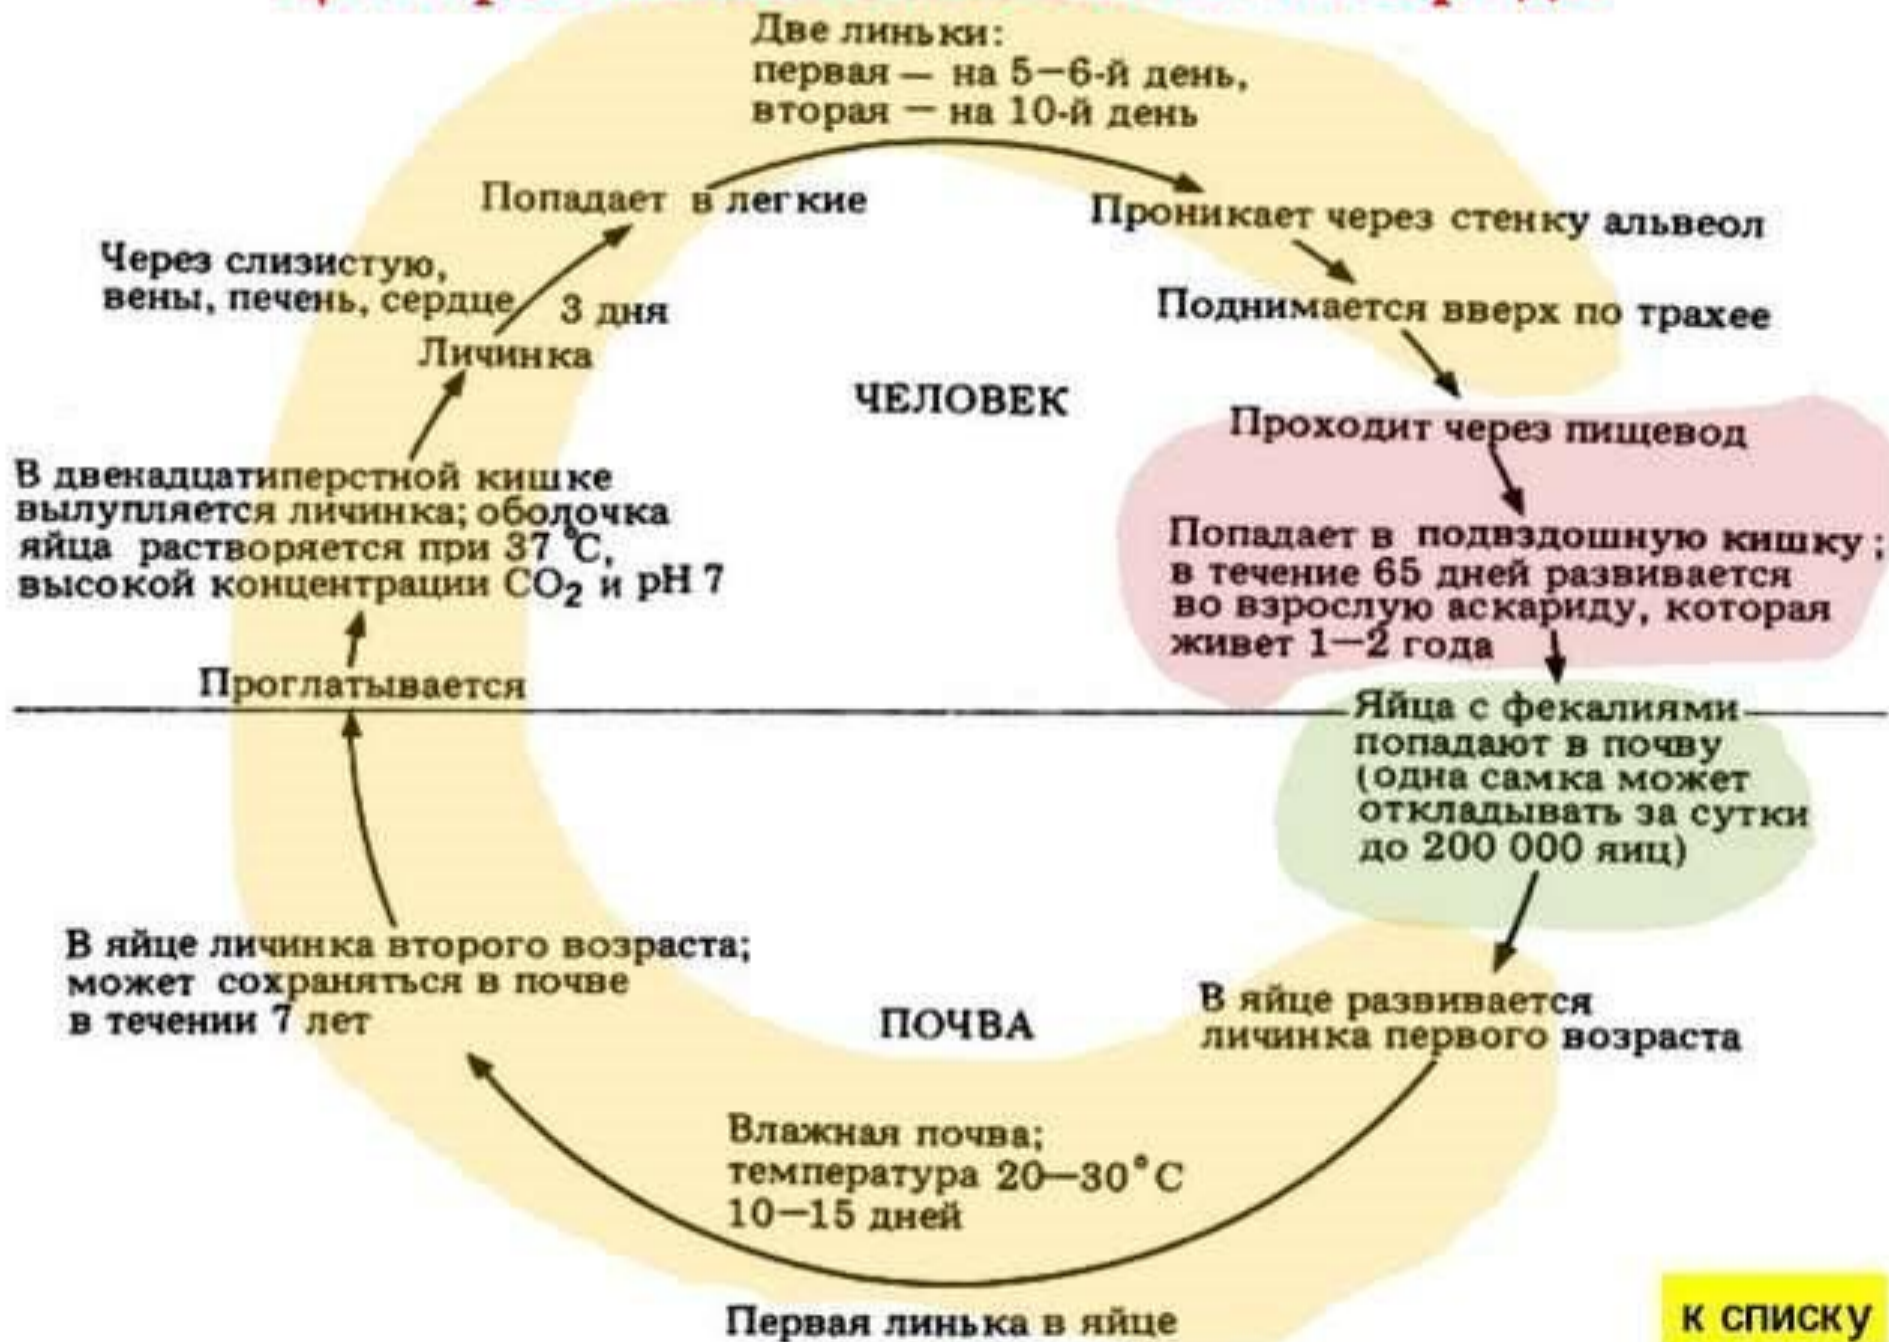 Две линьки:
первая — на 5—6-й день,
вторая — на 10-й день
Попадает в легкие
Проникает через стенку альвеол
Через слизистую,
вены, печень, сердце
3 дня
Поднимается вверх по трахее
Личинка
ЧЕЛОВЕК
Проходит через пищевод
В двенадцатиперстной кишке
вылупляется личинка; оболочка
яйца растворяется при 37 °C,
высокой концентрации CO₂ и pH 7
Попадает в подвздошную кишку;
в течение 65 дней развивается
во взрослую аскариду, которая
живет 1—2 года
Проглатывается
Яйца с фекалиями
попадают в почву
(одна самка может
откладывать за сутки
до 200 000 яиц)
В яйце личинка второго возраста;
может сохраняться в почве
в течении 7 лет
ПОЧВА
В яйце развивается
личинка первого возраста
Влажная почва;
температура 20—30°C
10—15 дней
Первая линька в яйце
к списку